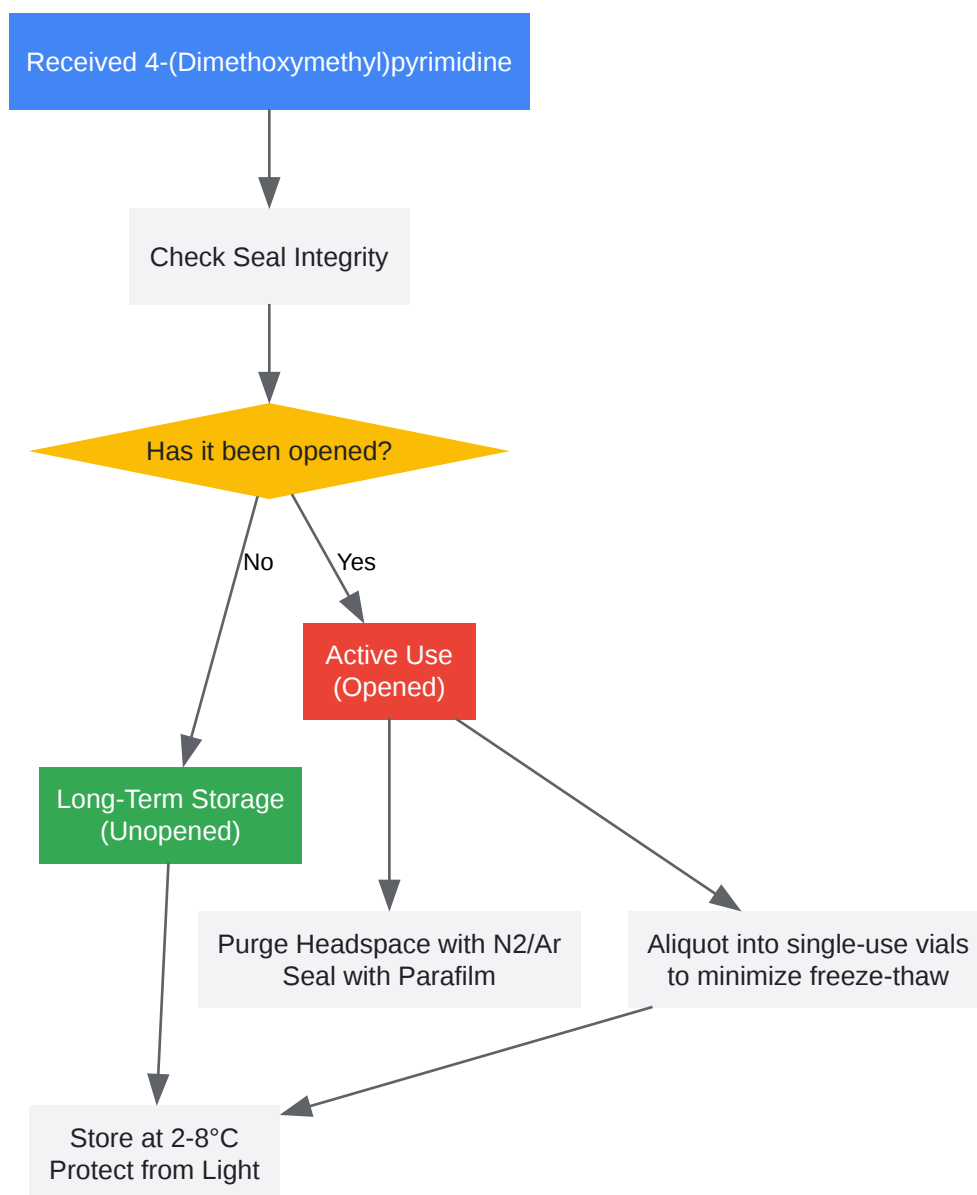 Received 4-(Dimethoxymethyl)pyrimidine
Check Seal Integrity
Has it been opened?
No
Yes
Active Use
(Opened)
Long-Term Storage
(Unopened)
Purge Headspace with N2/Ar
Seal with Parafilm
Aliquot into single-use vials
to minimize freeze-thaw
Store at 2-8°C
Protect from Light